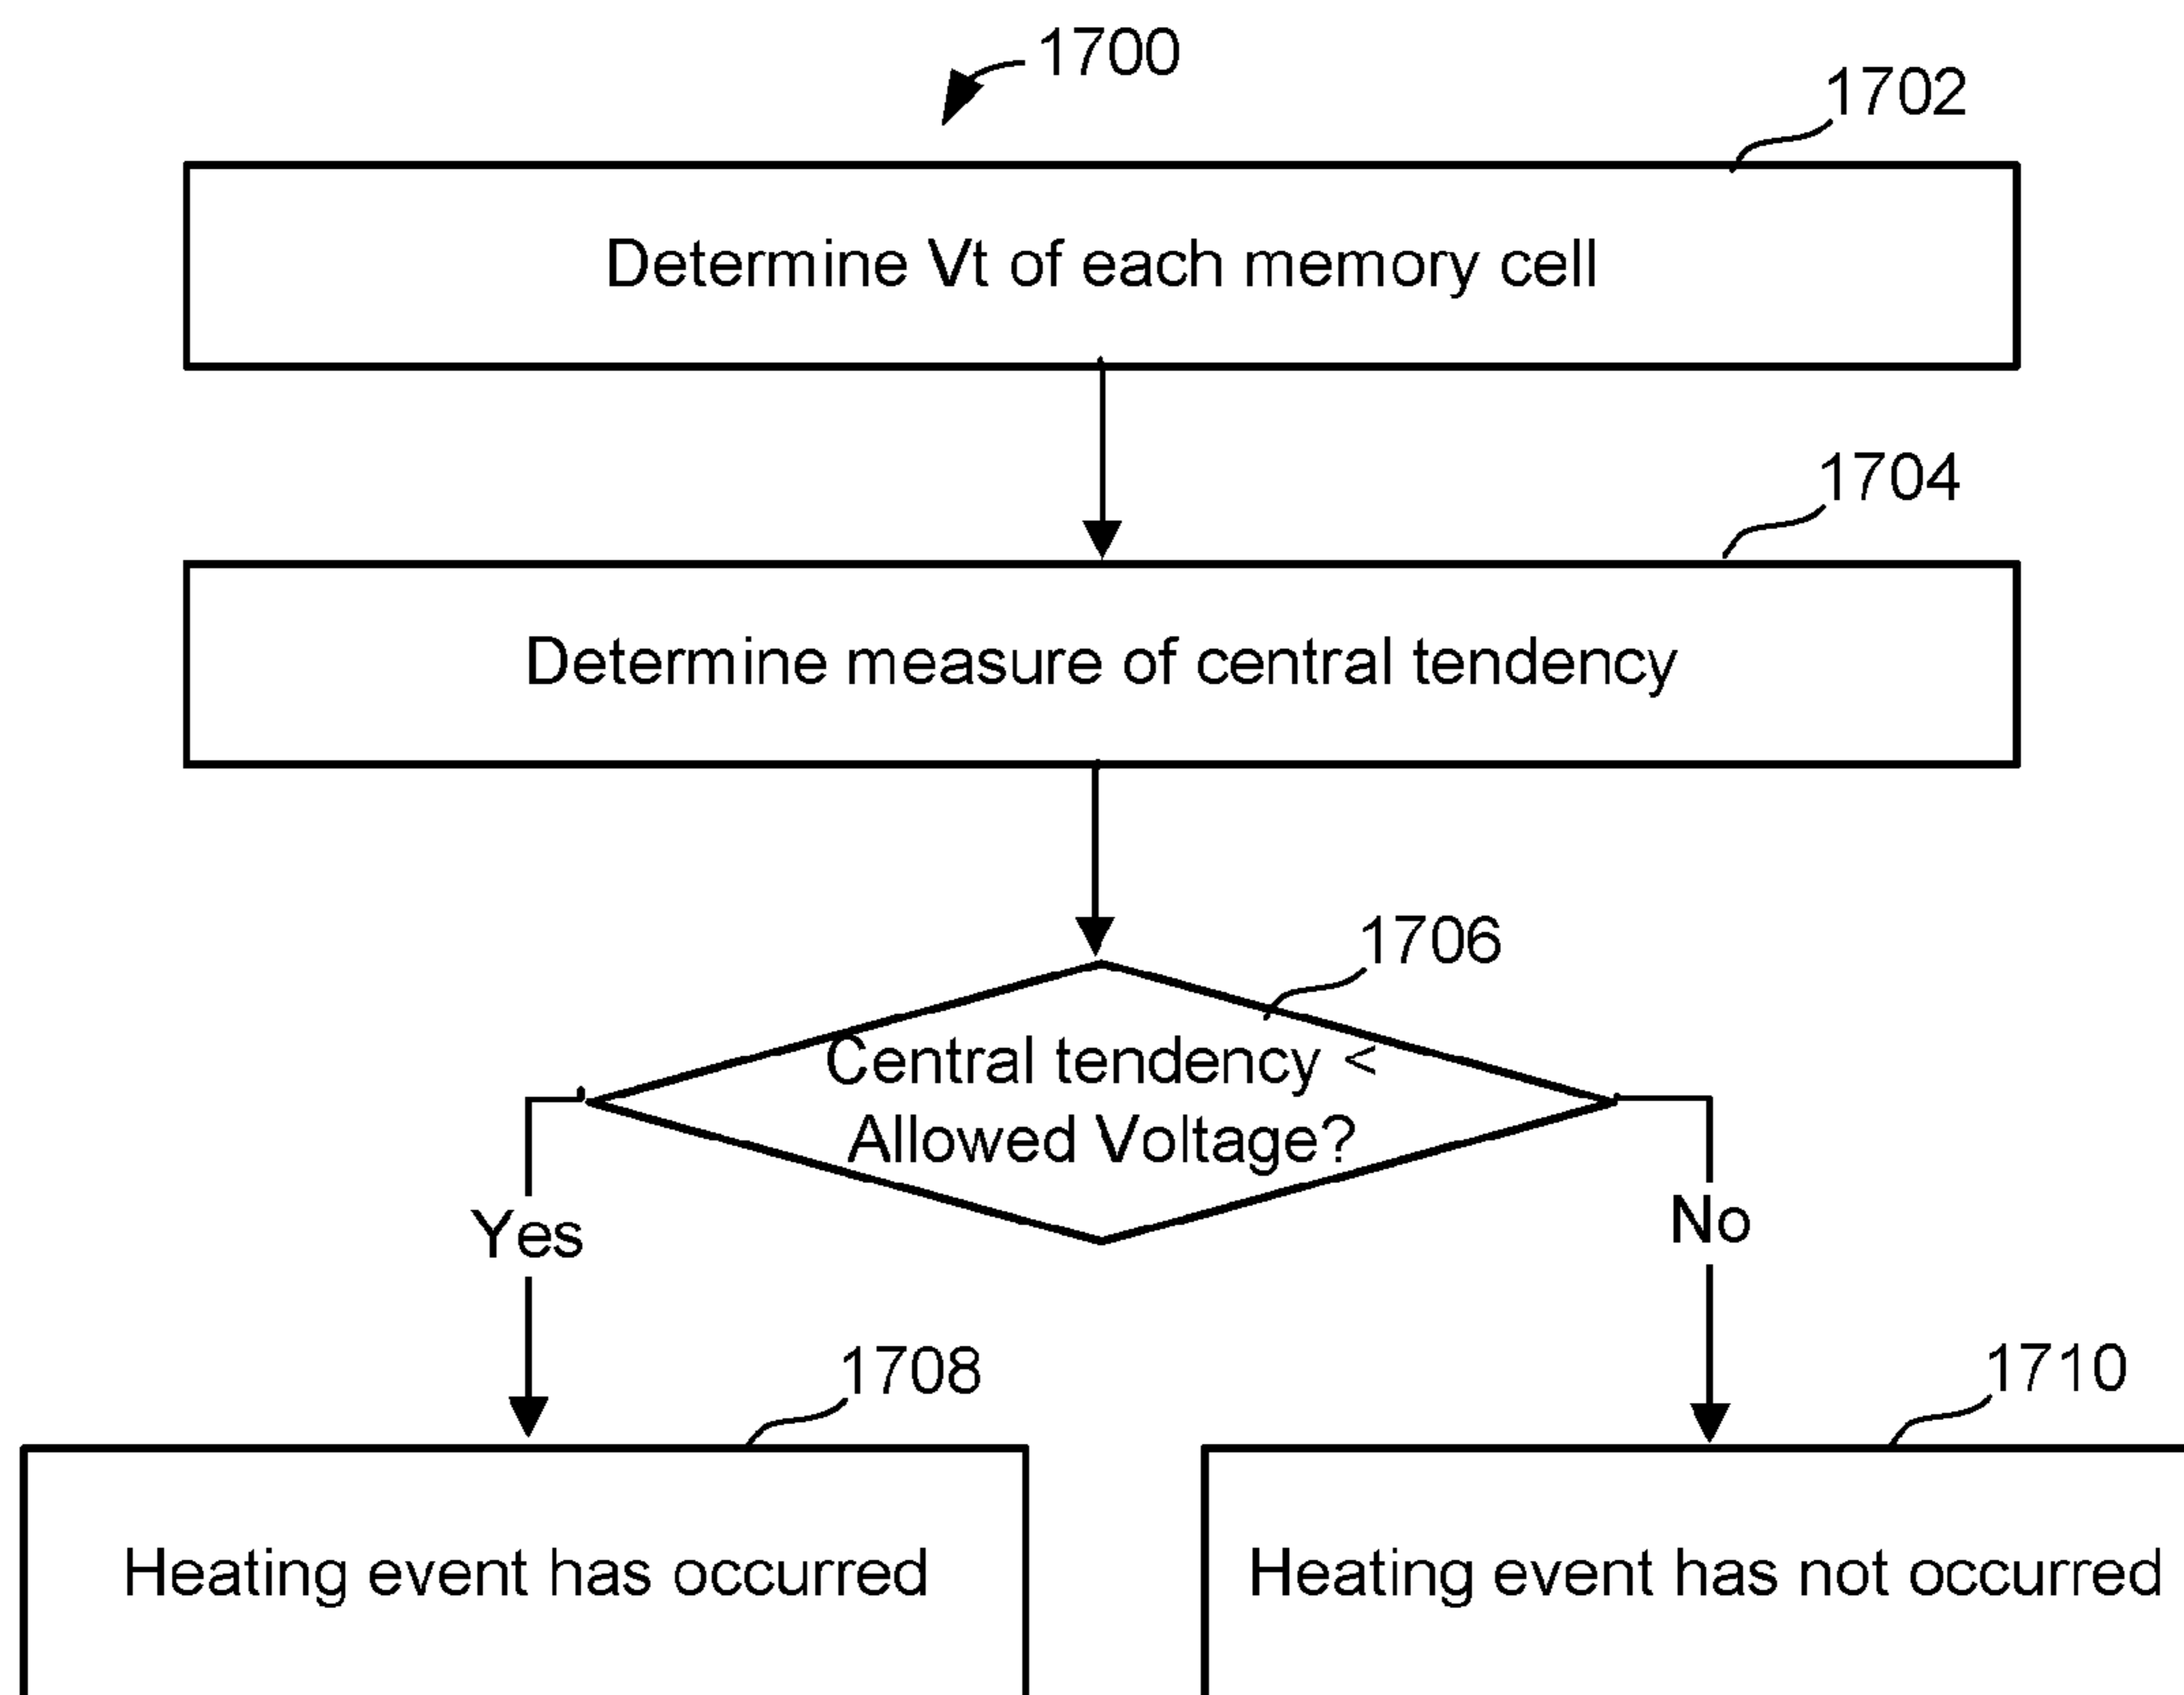 1700
1702
Determine Vt of each memory cell
1704
Determine measure of central tendency
1706
Central tendency <
Allowed Voltage?
Yes
No
1708
1710
Heating event has occurred
Heating event has not occurred